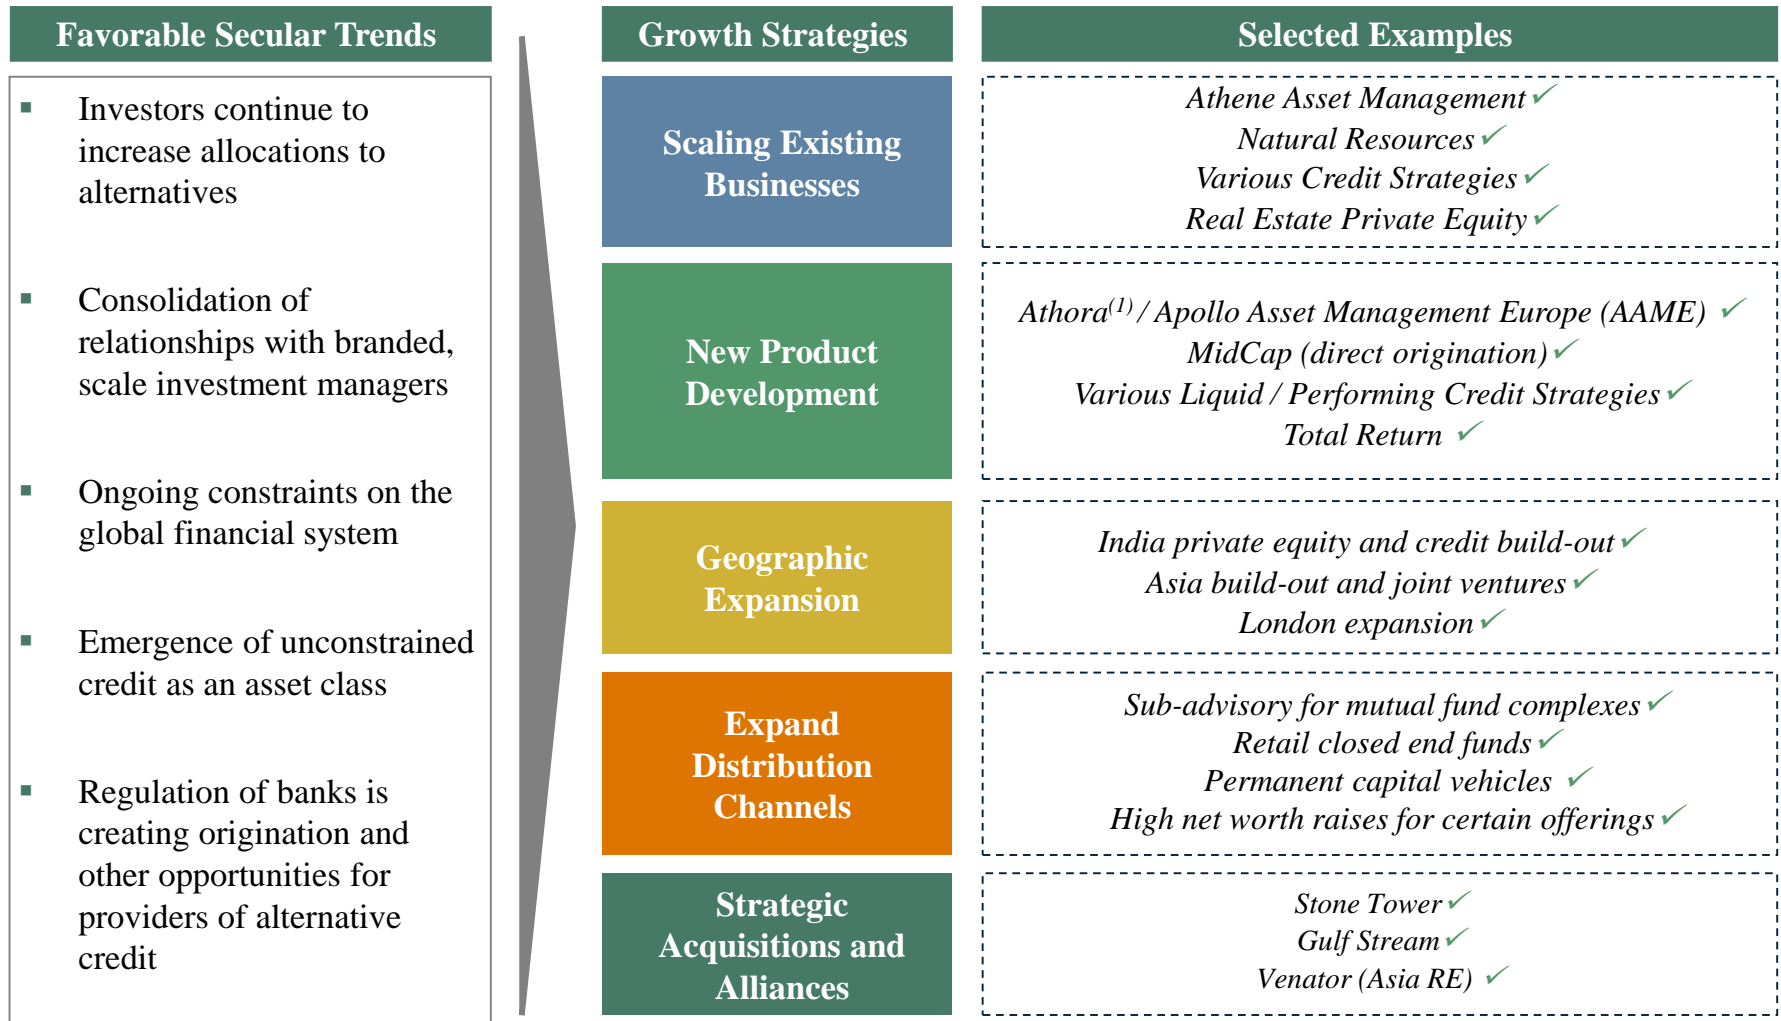 Favorable Secular Trends
▪ Investors continue to
increase allocations to
alternatives
▪ Consolidation of
relationships with branded,
scale investment managers
▪ Ongoing constraints on the
global financial system
▪ Emergence of unconstrained
credit as an asset class
▪ Regulation of banks is
creating origination and
other opportunities for
providers of alternative
credit
Growth Strategies
Selected Examples
Scaling Existing
Businesses
Athene Asset Management ✓
Natural Resources ✓
Various Credit Strategies ✓
Real Estate Private Equity ✓
New Product
Development
Athora(1) / Apollo Asset Management Europe (AAME) ✓
MidCap (direct origination) ✓
Various Liquid / Performing Credit Strategies ✓
Total Return ✓
Geographic
Expansion
India private equity and credit build-out ✓
Asia build-out and joint ventures ✓
London expansion ✓
Expand
Distribution
Channels
Sub-advisory for mutual fund complexes ✓
Retail closed end funds ✓
Permanent capital vehicles ✓
High net worth raises for certain offerings ✓
Strategic
Acquisitions and
Alliances
Stone Tower ✓
Gulf Stream ✓
Venator (Asia RE) ✓